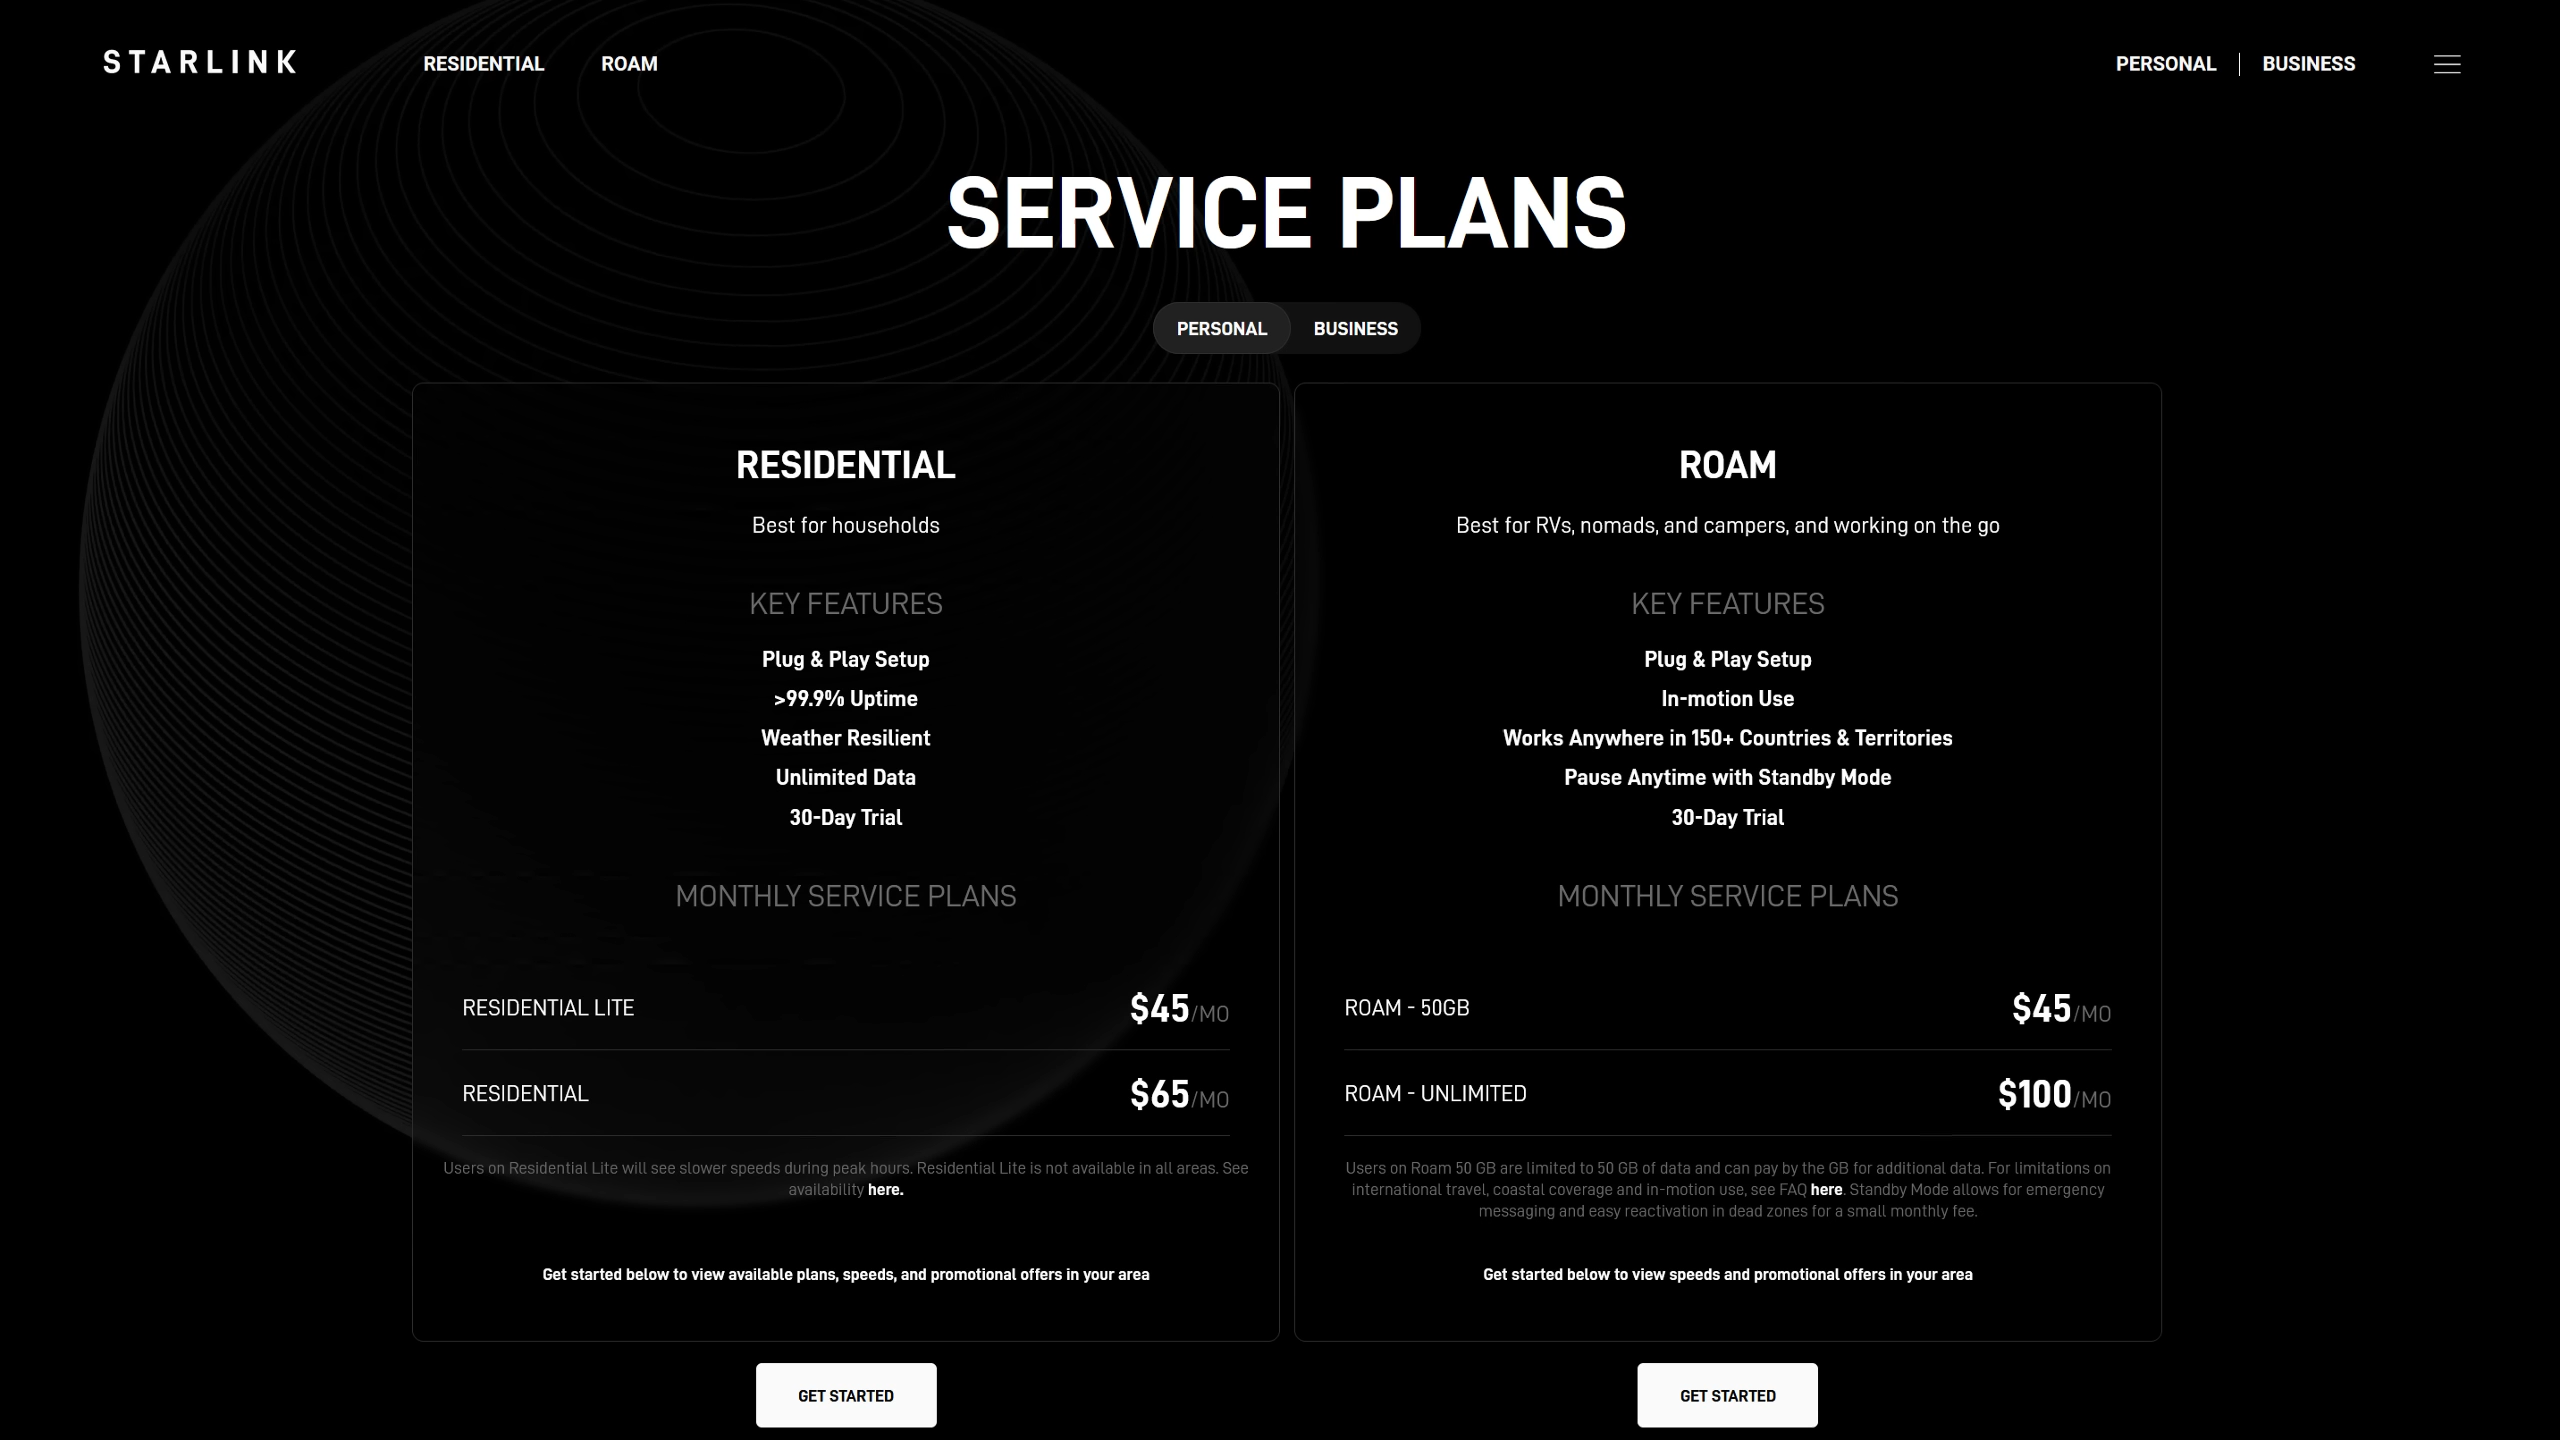 STARLINK
RESIDENTIAL
ROAM
PERSONAL
BUSINESS
SERVICE PLANS
PERSONAL
BUSINESS
RESIDENTIAL
Best for households
KEY FEATURES
Plug & Play Setup
>99.9% Uptime
Weather Resilient
Unlimited Data
30-Day Trial
MONTHLY SERVICE PLANS
RESIDENTIAL LITE $45/MO
RESIDENTIAL $65/MO
Users on Residential Lite will see slower speeds during peak hours. Residential Lite is not available in all areas. See
availability here.
Get started below to view available plans, speeds, and promotional offers in your area
GET STARTED
ROAM
Best for RVs, nomads, and campers, and working on the go
KEY FEATURES
Plug & Play Setup
In-motion Use
Works Anywhere in 150+ Countries & Territories
Pause Anytime with Standby Mode
30-Day Trial
MONTHLY SERVICE PLANS
ROAM - 50GB $45/MO
ROAM - UNLIMITED $100/MO
Users on Roam 50 GB are limited to 50 GB of data and can pay by the GB for additional data. For limitations on
international travel, coastal coverage and in-motion use, see FAQ here. Standby Mode allows for emergency
messaging and easy reactivation in dead zones for a small monthly fee.
Get started below to view speeds and promotional offers in your area
GET STARTED